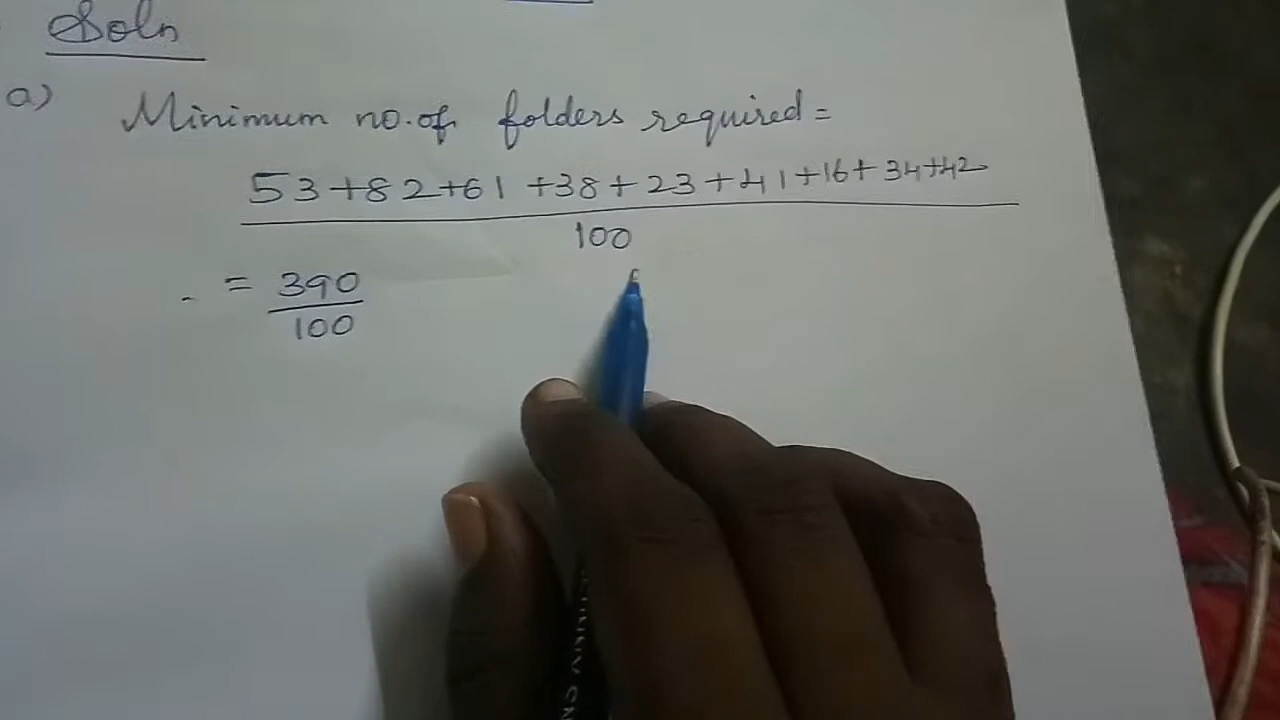 Soln
a) Minimum no. of folders required =
53+82+61+38+23+41+16+34+42
100
= 390
100